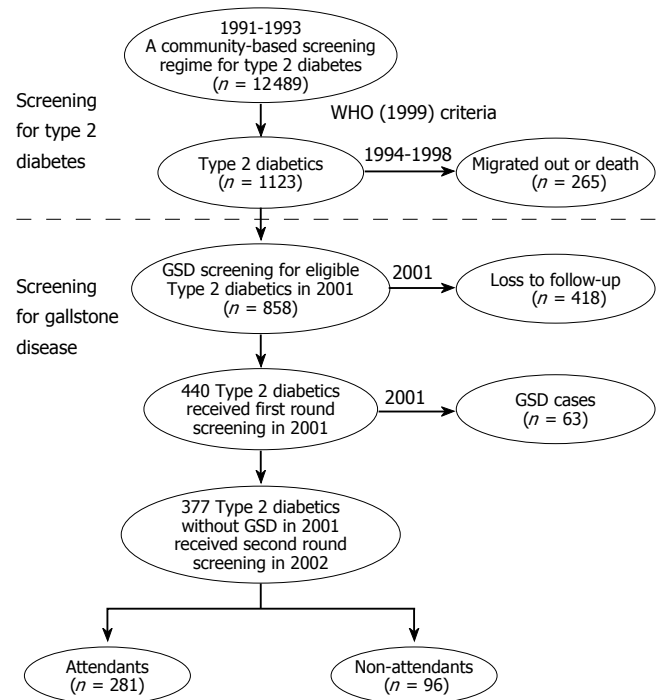 1991-1993
A community-based screening
regime for type 2 diabetes
(n = 12489)
Screening
for type 2
diabetes
WHO (1999) criteria
Type 2 diabetics
(n = 1123)
1994-1998
Migrated out or death
(n = 265)
Screening
for gallstone
disease
GSD screening for eligible
Type 2 diabetics in 2001
(n = 858)
2001
Loss to follow-up
(n = 418)
440 Type 2 diabetics
received first round
screening in 2001
2001
GSD cases
(n = 63)
377 Type 2 diabetics
without GSD in 2001
received second round
screening in 2002
Attendants
(n = 281)
Non-attendants
(n = 96)